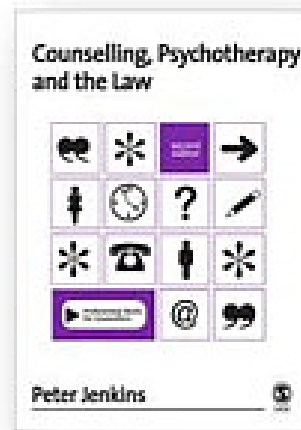 Counselling, Psychotherapy
and the Law
?
@
Peter Jenkins